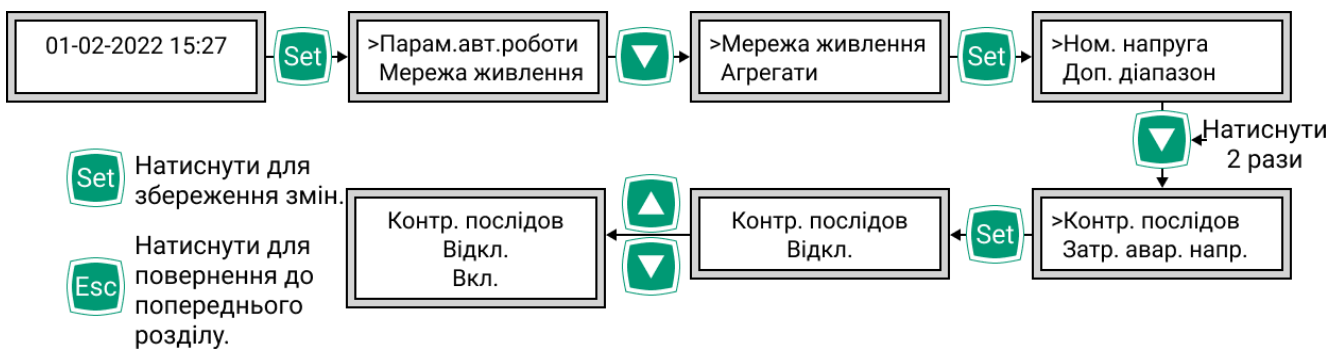 01-02-2022 15:27
Set
>Парам.авт.роботи
Мережа живлення
>Мережа живлення
Агрегати
Set
>Ном. напруга
Доп. діапазон
Натиснути
2 рази
Set
Натиснути для
збереження змін.
Контр. послідов
Відкл.
Вкл.
Контр. послідов
Відкл.
Set
>Контр. послідов
Затр. авар. напр.
Esc
Натиснути для
повернення до
попереднього
розділу.